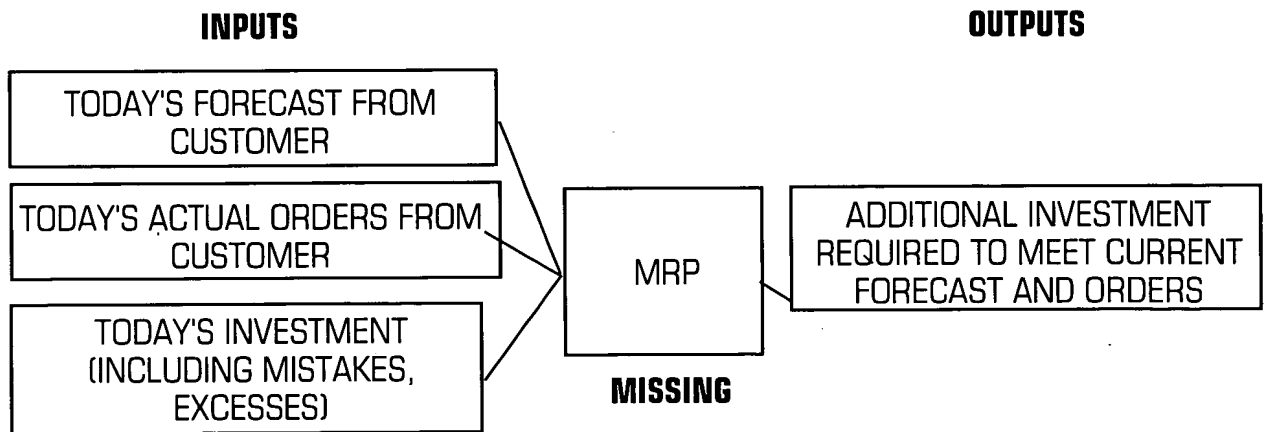 INPUTS
OUTPUTS
TODAY'S FORECAST FROM
CUSTOMER
TODAY'S ACTUAL ORDERS FROM
CUSTOMER
TODAY'S INVESTMENT
(INCLUDING MISTAKES,
EXCESSES)
MRP
MISSING
ADDITIONAL INVESTMENT
REQUIRED TO MEET CURRENT
FORECAST AND ORDERS